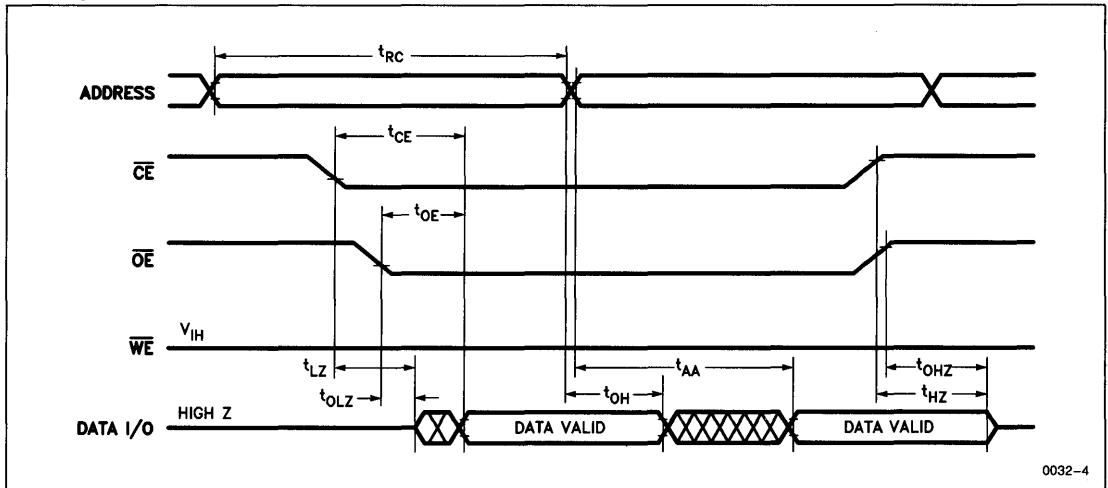 tRC
ADDRESS
tCE
CE
tOE
OE
VIH
WE
tLZ
tAA
tOHZ
tOLZ
tOH
tHZ
HIGH Z
DATA I/O
DATA VALID
DATA VALID
0032-4